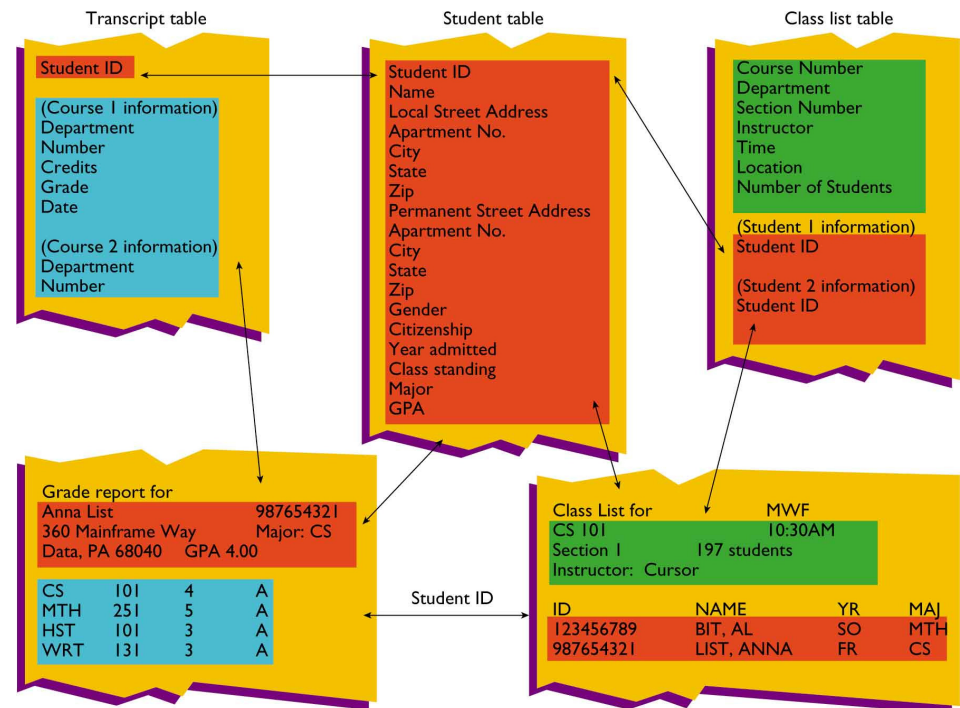 Transcript table
Student ID
(Course 1 information)
Department
Number
Credits
Grade
Date
(Course 2 information)
Department
Number
Student table
Student ID
Name
Local Street Address
Apartment No.
City
State
Zip
Permanent Street Address
Apartment No.
City
State
Zip
Gender
Citizenship
Year admitted
Class standing
Major
GPA
Class list table
Course Number
Department
Section Number
Instructor
Time
Location
Number of Students
(Student 1 information)
Student ID
(Student 2 information)
Student ID
Grade report for
Anna List 987654321
360 Mainframe Way Major: CS
Data, PA 68040 GPA 4.00
CS 101 4 A
MTH 251 5 A
HST 101 3 A
WRT 131 3 A
Student ID
Class List for MWF
CS 101 10:30AM
Section 1 197 students
Instructor: Cursor
ID NAME YR MAJ
123456789 BIT, AL SO MTH
987654321 LIST, ANNA FR CS